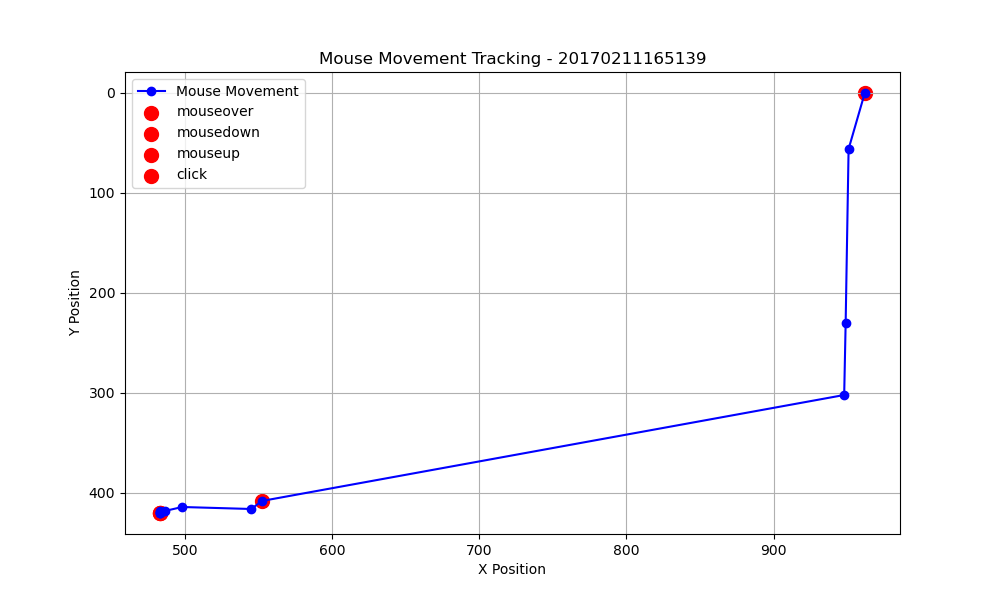 Mouse Movement Tracking - 20170211165139
Mouse Movement
mouseover
mousedown
mouseup
click
0
100
200
300
400
Y Position
500 600 700 800 900
X Position